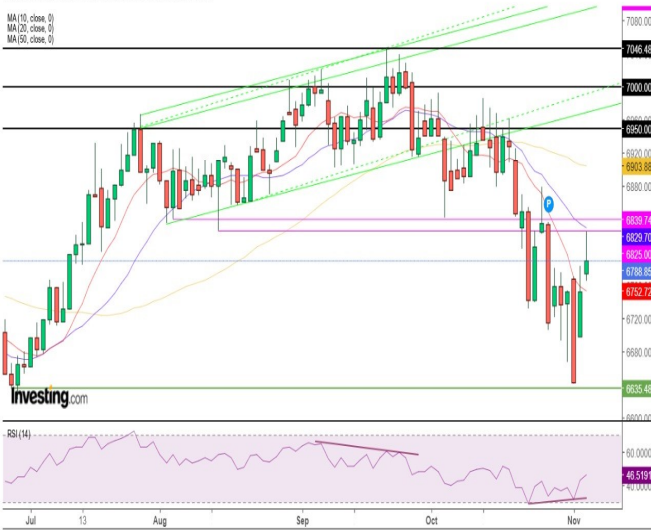 MA (10, close, 0)
MA (20, close, 0)
MA (50, close, 0)
7080.00
7046.48
7000.00
6950.00
6920.00
6903.88
6880.00
6839.74
6829.70
6825.00
6788.85
6752.72
6720.00
6680.00
6635.48
6600.00
P
Investing.com
RSI (14)
60.0000
46.5191
40.0000
Jul
13
Aug
Sep
Oct
Nov